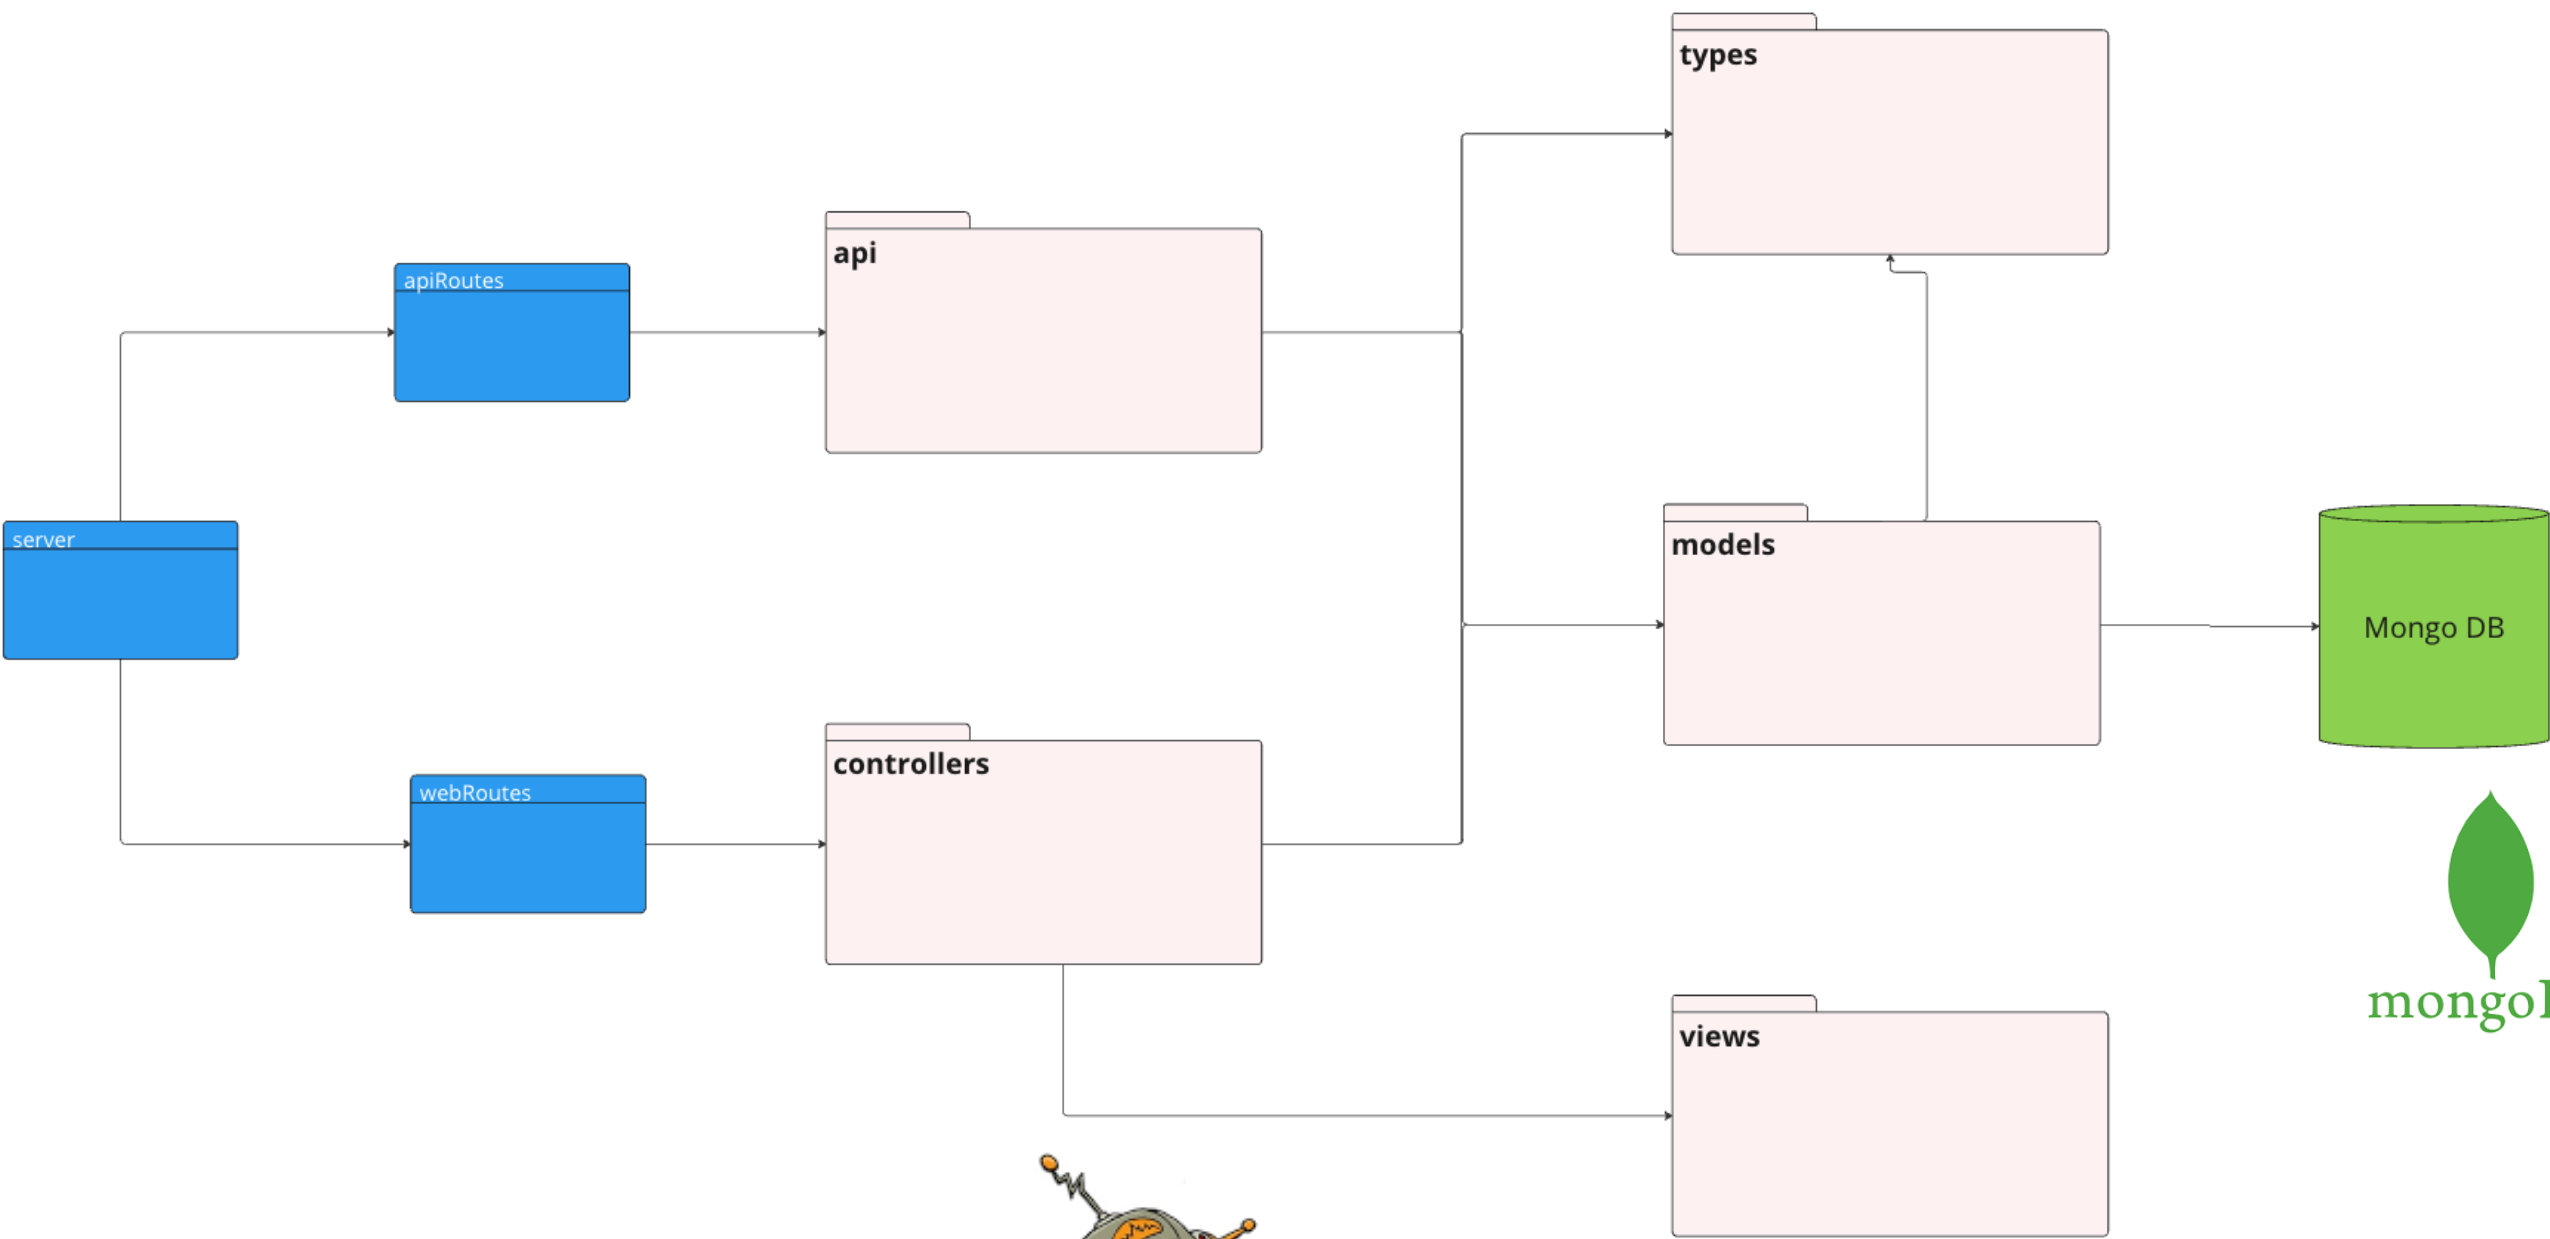 types
api
apiRoutes
server
models
Mongo DB
controllers
webRoutes
views